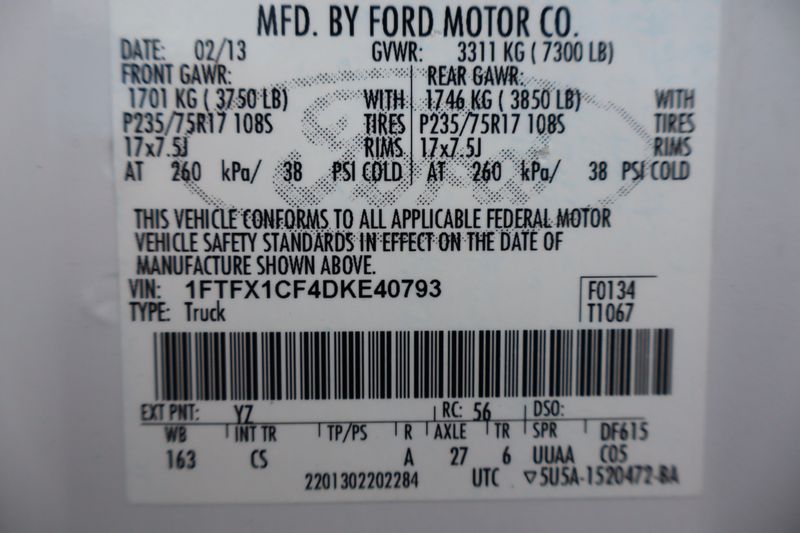 MFD. BY FORD MOTOR CO.
DATE: 02/13 GVWR: 3311 KG ( 7300 LB)
FRONT GAWR: REAR GAWR:
1701 KG ( 3750 LB) WITH 1746 KG ( 3850 LB) WITH
P235/75R17 108S TIRES P235/75R17 108S TIRES
17x7.5J RIMS 17x7.5J RIMS
AT 260 kPa/ 38 PSI COLD AT 260 kPa/ 38 PSI COLD
THIS VEHICLE CONFORMS TO ALL APPLICABLE FEDERAL MOTOR
VEHICLE SAFETY STANDARDS IN EFFECT ON THE DATE OF
MANUFACTURE SHOWN ABOVE.
VIN: 1FTFX1CF4DKE40793 F0134
TYPE: Truck T1067
EXT PNT: YZ RC: 56 DSO:
WB INT TR TP/PS R AXLE TR SPR DF615
163 CS A 27 6 UUAA C05
2201302202284 UTC ▽5U5A-1520472-BA